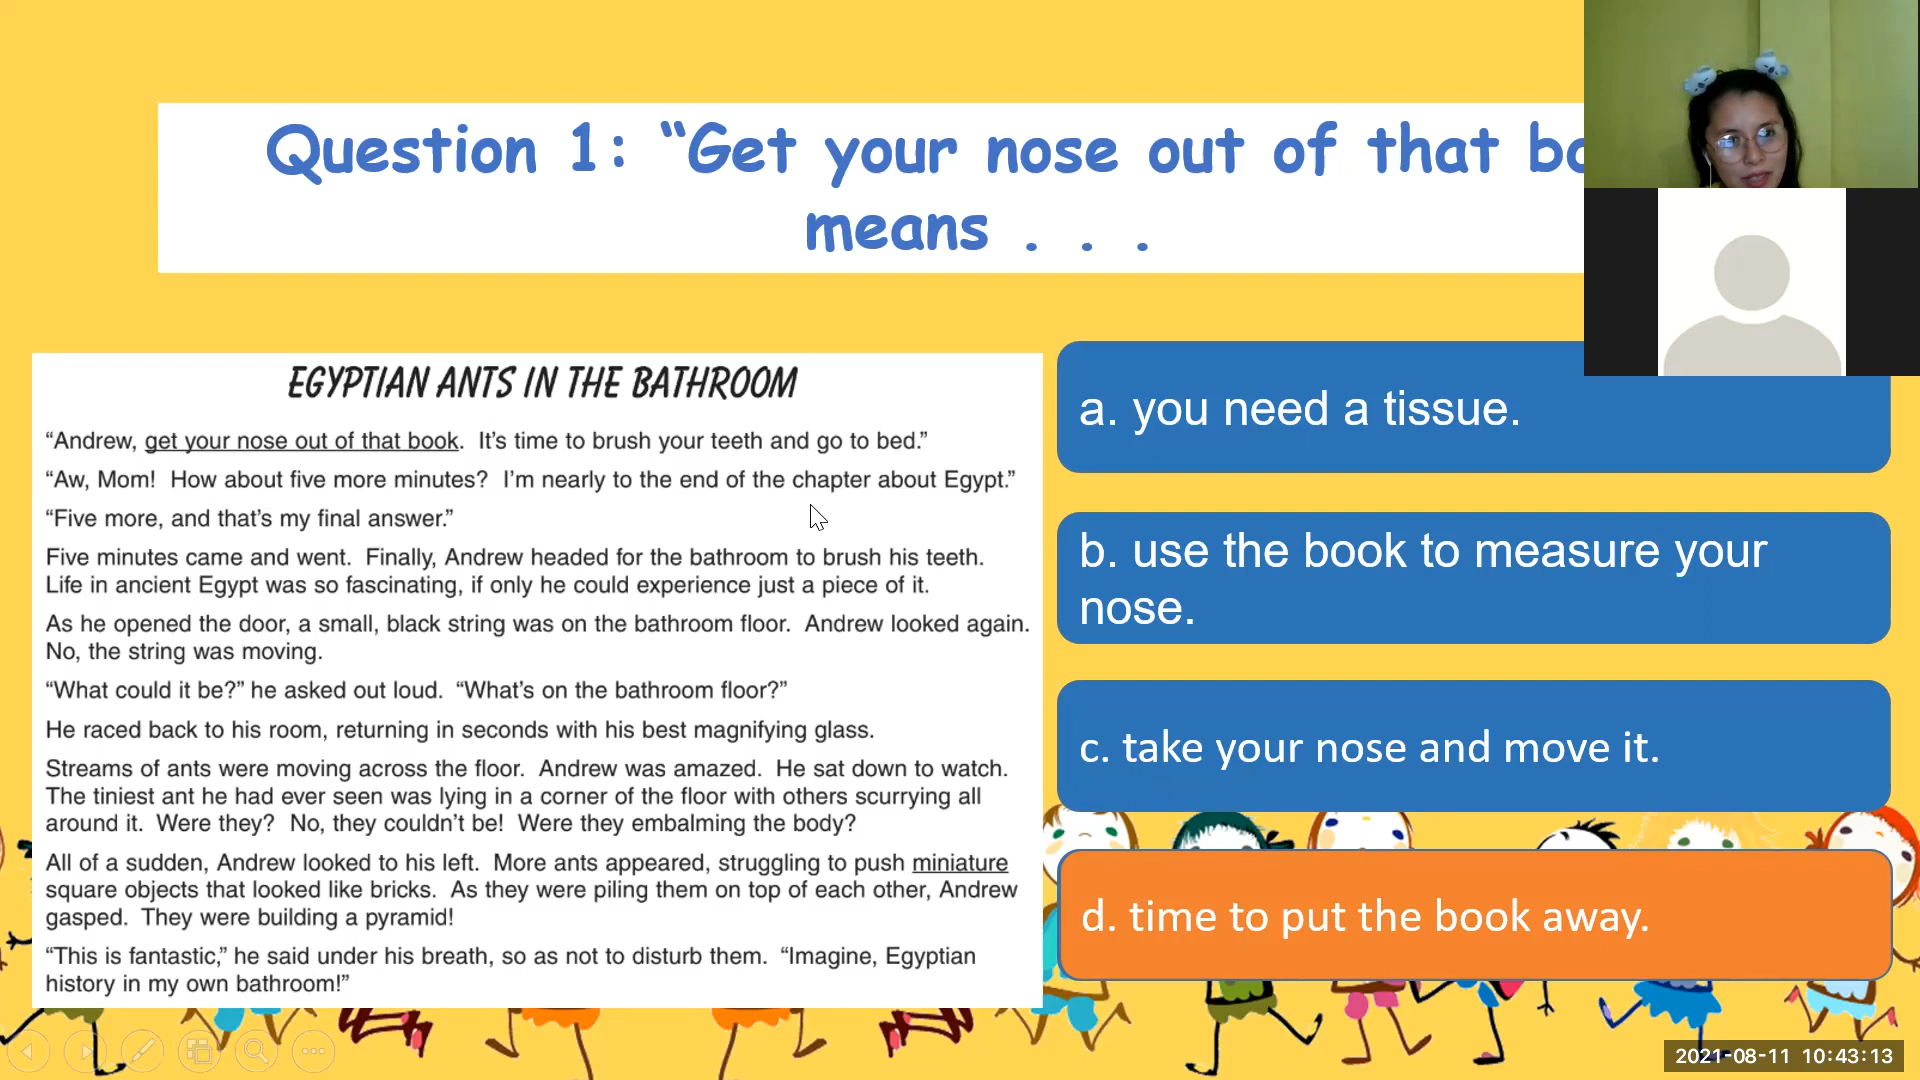 Question 1: “Get your nose out of that
means . . .
EGYPTIAN ANTS IN THE BATHROOM
“Andrew, get your nose out of that book.  It’s time to brush your teeth and go to bed.”
“Aw, Mom!  How about five more minutes?  I’m nearly to the end of the chapter about Egypt.”
“Five more, and that’s my final answer.”
Five minutes came and went.  Finally, Andrew headed for the bathroom to brush his teeth.
Life in ancient Egypt was so fascinating, if only he could experience just a piece of it.
As he opened the door, a small, black string was on the bathroom floor.  Andrew looked again.
No, the string was moving.
“What could it be?” he asked out loud.  “What’s on the bathroom floor?”
He raced back to his room, returning in seconds with his best magnifying glass.
Streams of ants were moving across the floor.  Andrew was amazed.  He sat down to watch.
The tiniest ant he had ever seen was lying in a corner of the floor with others scurrying all
around it.  Were they?  No, they couldn’t be!  Were they embalming the body?
All of a sudden, Andrew looked to his left.  More ants appeared, struggling to push miniature
square objects that looked like bricks.  As they were piling them on top of each other, Andrew
gasped.  They were building a pyramid!
“This is fantastic,” he said under his breath, so as not to disturb them.  “Imagine, Egyptian
history in my own bathroom!”
a. you need a tissue.
b. use the book to measure your
nose.
c. take your nose and move it.
d. time to put the book away.
2021-08-11 10:43:13